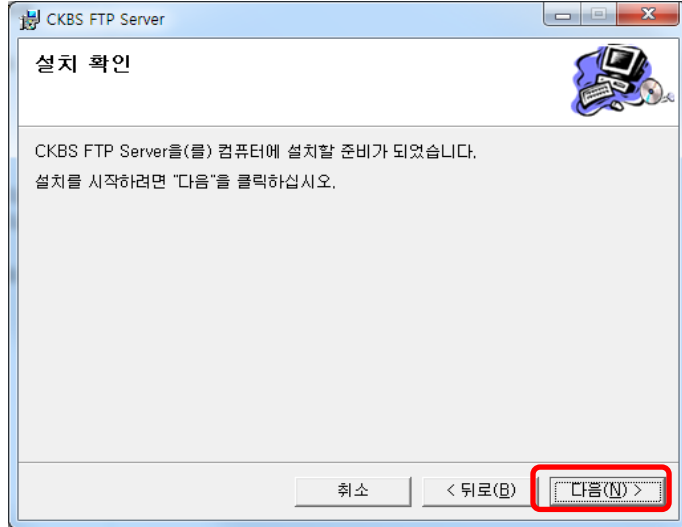 CKBS FTP Server
설치 확인
CKBS FTP Server을(를) 컴퓨터에 설치할 준비가 되었습니다.
설치를 시작하려면 "다음"을 클릭하십시오.
취소
< 뒤로(B)
다음(N) >